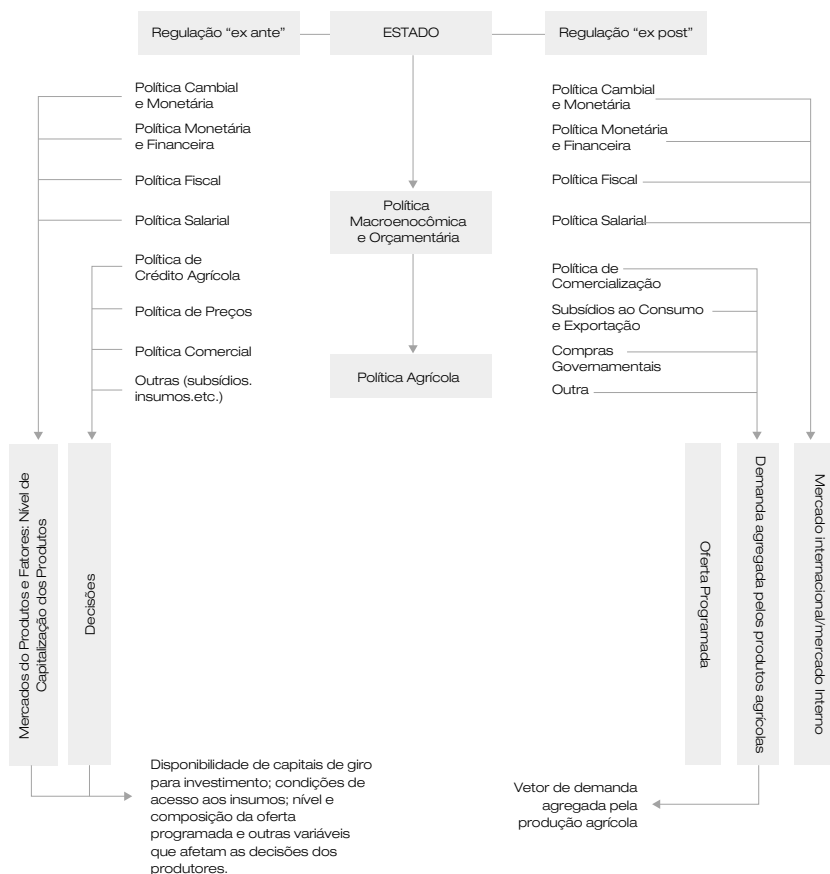 Regulação “ex ante”
ESTADO
Regulação “ex post”
Política Cambial
e Monetária
Política Monetária
e Financeira
Política Fiscal
Política Salarial
Política de
Crédito Agrícola
Política de Preços
Política Comercial
Outras (subsídios.
insumos.etc.)
Política
Macroenocômica
e Orçamentária
Política Agrícola
Política Cambial
e Monetária
Política Monetária
e Financeira
Política Fiscal
Política Salarial
Política de
Comercialização
Subsídios ao Consumo
e Exportação
Compras
Governamentais
Outra
Mercados do Produtos e Fatores: Nível de
Capitalização dos Produtos
Decisões
Oferta Programada
Demanda agregada pelos produtos agrícolas
Mercado internacional/mercado Interno
Disponibilidade de capitais de giro
para investimento; condições de
acesso aos insumos; nível e
composição da oferta
programada e outras variáveis
que afetam as decisões dos
produtores.
Vetor de demanda
agregada pela
produção agrícola